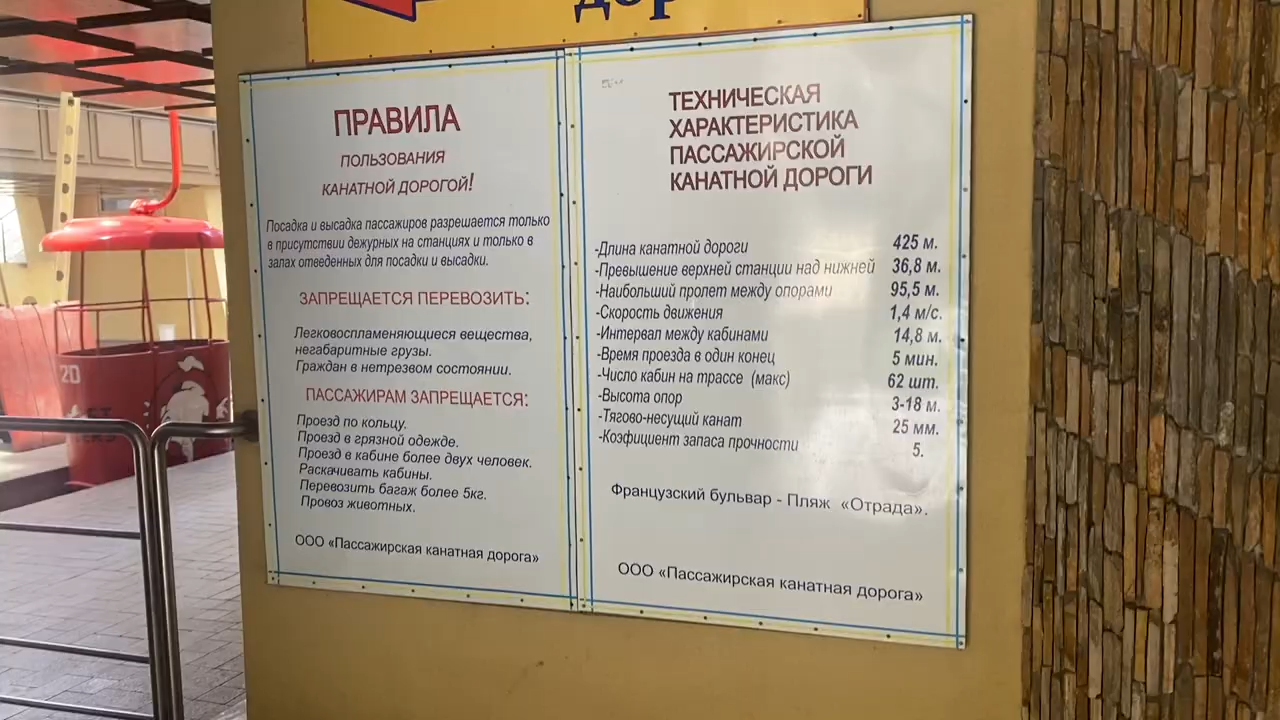 дор
ПРАВИЛА
ПОЛЬЗОВАНИЯ
КАНАТНОЙ ДОРОГОЙ!
Посадка и высадка пассажиров разрешается только
в присутствии дежурных на станциях и только в
залах отведенных для посадки и высадки.
ЗАПРЕЩАЕТСЯ ПЕРЕВОЗИТЬ:
Легковоспламеняющиеся вещества,
негабаритные грузы.
Граждан в нетрезвом состоянии.
ПАССАЖИРАМ ЗАПРЕЩАЕТСЯ:
Проезд по кольцу.
Проезд в грязной одежде.
Проезд в кабине более двух человек.
Раскачивать кабины.
Перевозить багаж более 5кг.
Провоз животных.
ООО «Пассажирская канатная дорога»
ТЕХНИЧЕСКАЯ
ХАРАКТЕРИСТИКА
ПАССАЖИРСКОЙ
КАНАТНОЙ ДОРОГИ
-Длина канатной дороги 425 м.
-Превышение верхней станции над нижней 36,8 м.
-Наибольший пролет между опорами 95,5 м.
-Скорость движения 1,4 м/с.
-Интервал между кабинами 14,8 м.
-Время проезда в один конец 5 мин.
-Число кабин на трассе (макс) 62 шт.
-Высота опор 3-18 м.
-Тягово-несущий канат 25 мм.
-Коэфициент запаса прочности 5.
Французский бульвар - Пляж «Отрада».
ООО «Пассажирская канатная дорога»
20